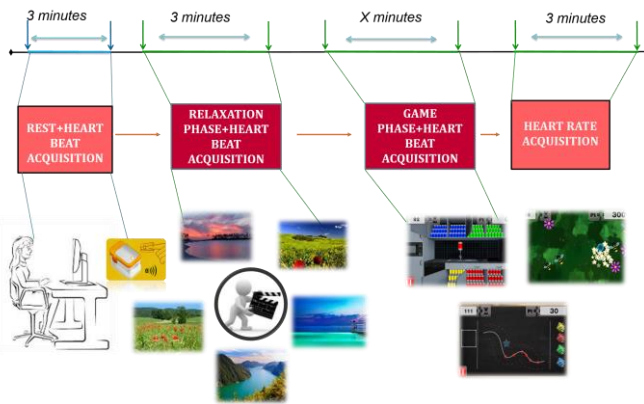 3 minutes
3 minutes
X minutes
3 minutes
REST+HEART
BEAT
ACQUISITION
RELAXATION
PHASE+HEART
BEAT
ACQUISITION
GAME
PHASE+HEART
BEAT
ACQUISITION
HEART RATE
ACQUISITION
300
111
30